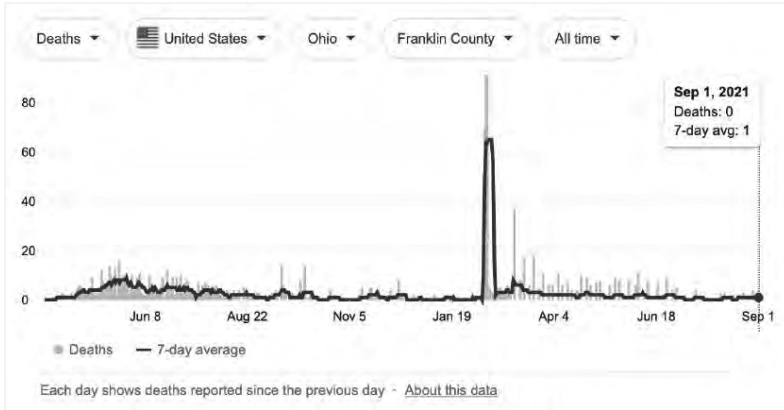 Deaths United States Ohio Franklin County All time
Sep 1, 2021
Deaths: 0
7-day avg: 1
80
60
40
20
0
Jun 8 Aug 22 Nov 5 Jan 19 Apr 4 Jun 18 Sep 1
Deaths 7-day average
Each day shows deaths reported since the previous day · About this data